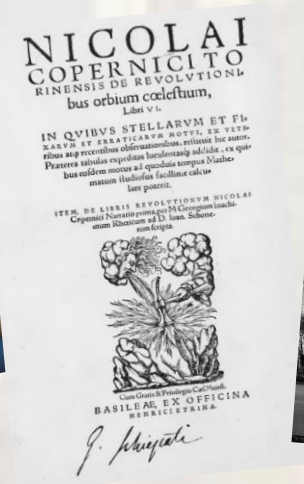 NICOLAI
COPERNICI TO
RINENSIS DE REVOLVTIONI,
bus orbium cœlestium,
Libri VI.
IN QVIBVS STELLARVM ET FI,
XARVM ET ERRATICARVM MOTVS, EX VETE,
ribus atq; recentibus obseruationibus, restituit hic autor.
Præterea tabulas expeditas luculentasq; addidit, ex qui,
bus eosdem motus ad quoduis tempus Mathe,
matum studiosus facillime calcu,
lare poterit.
ITEM, DE LIBRIS REVOLVTIONVM NICOLAI
Copernici Narratio prima, per M. Georgium Ioachi,
mum Rheticum ad D. Ioan. Schone,
rum scripta.
Cum Gratia & Priuilegio Cæs. Maiest.
BASILEAE, EX OFFICINA
HENRICPETRINA.